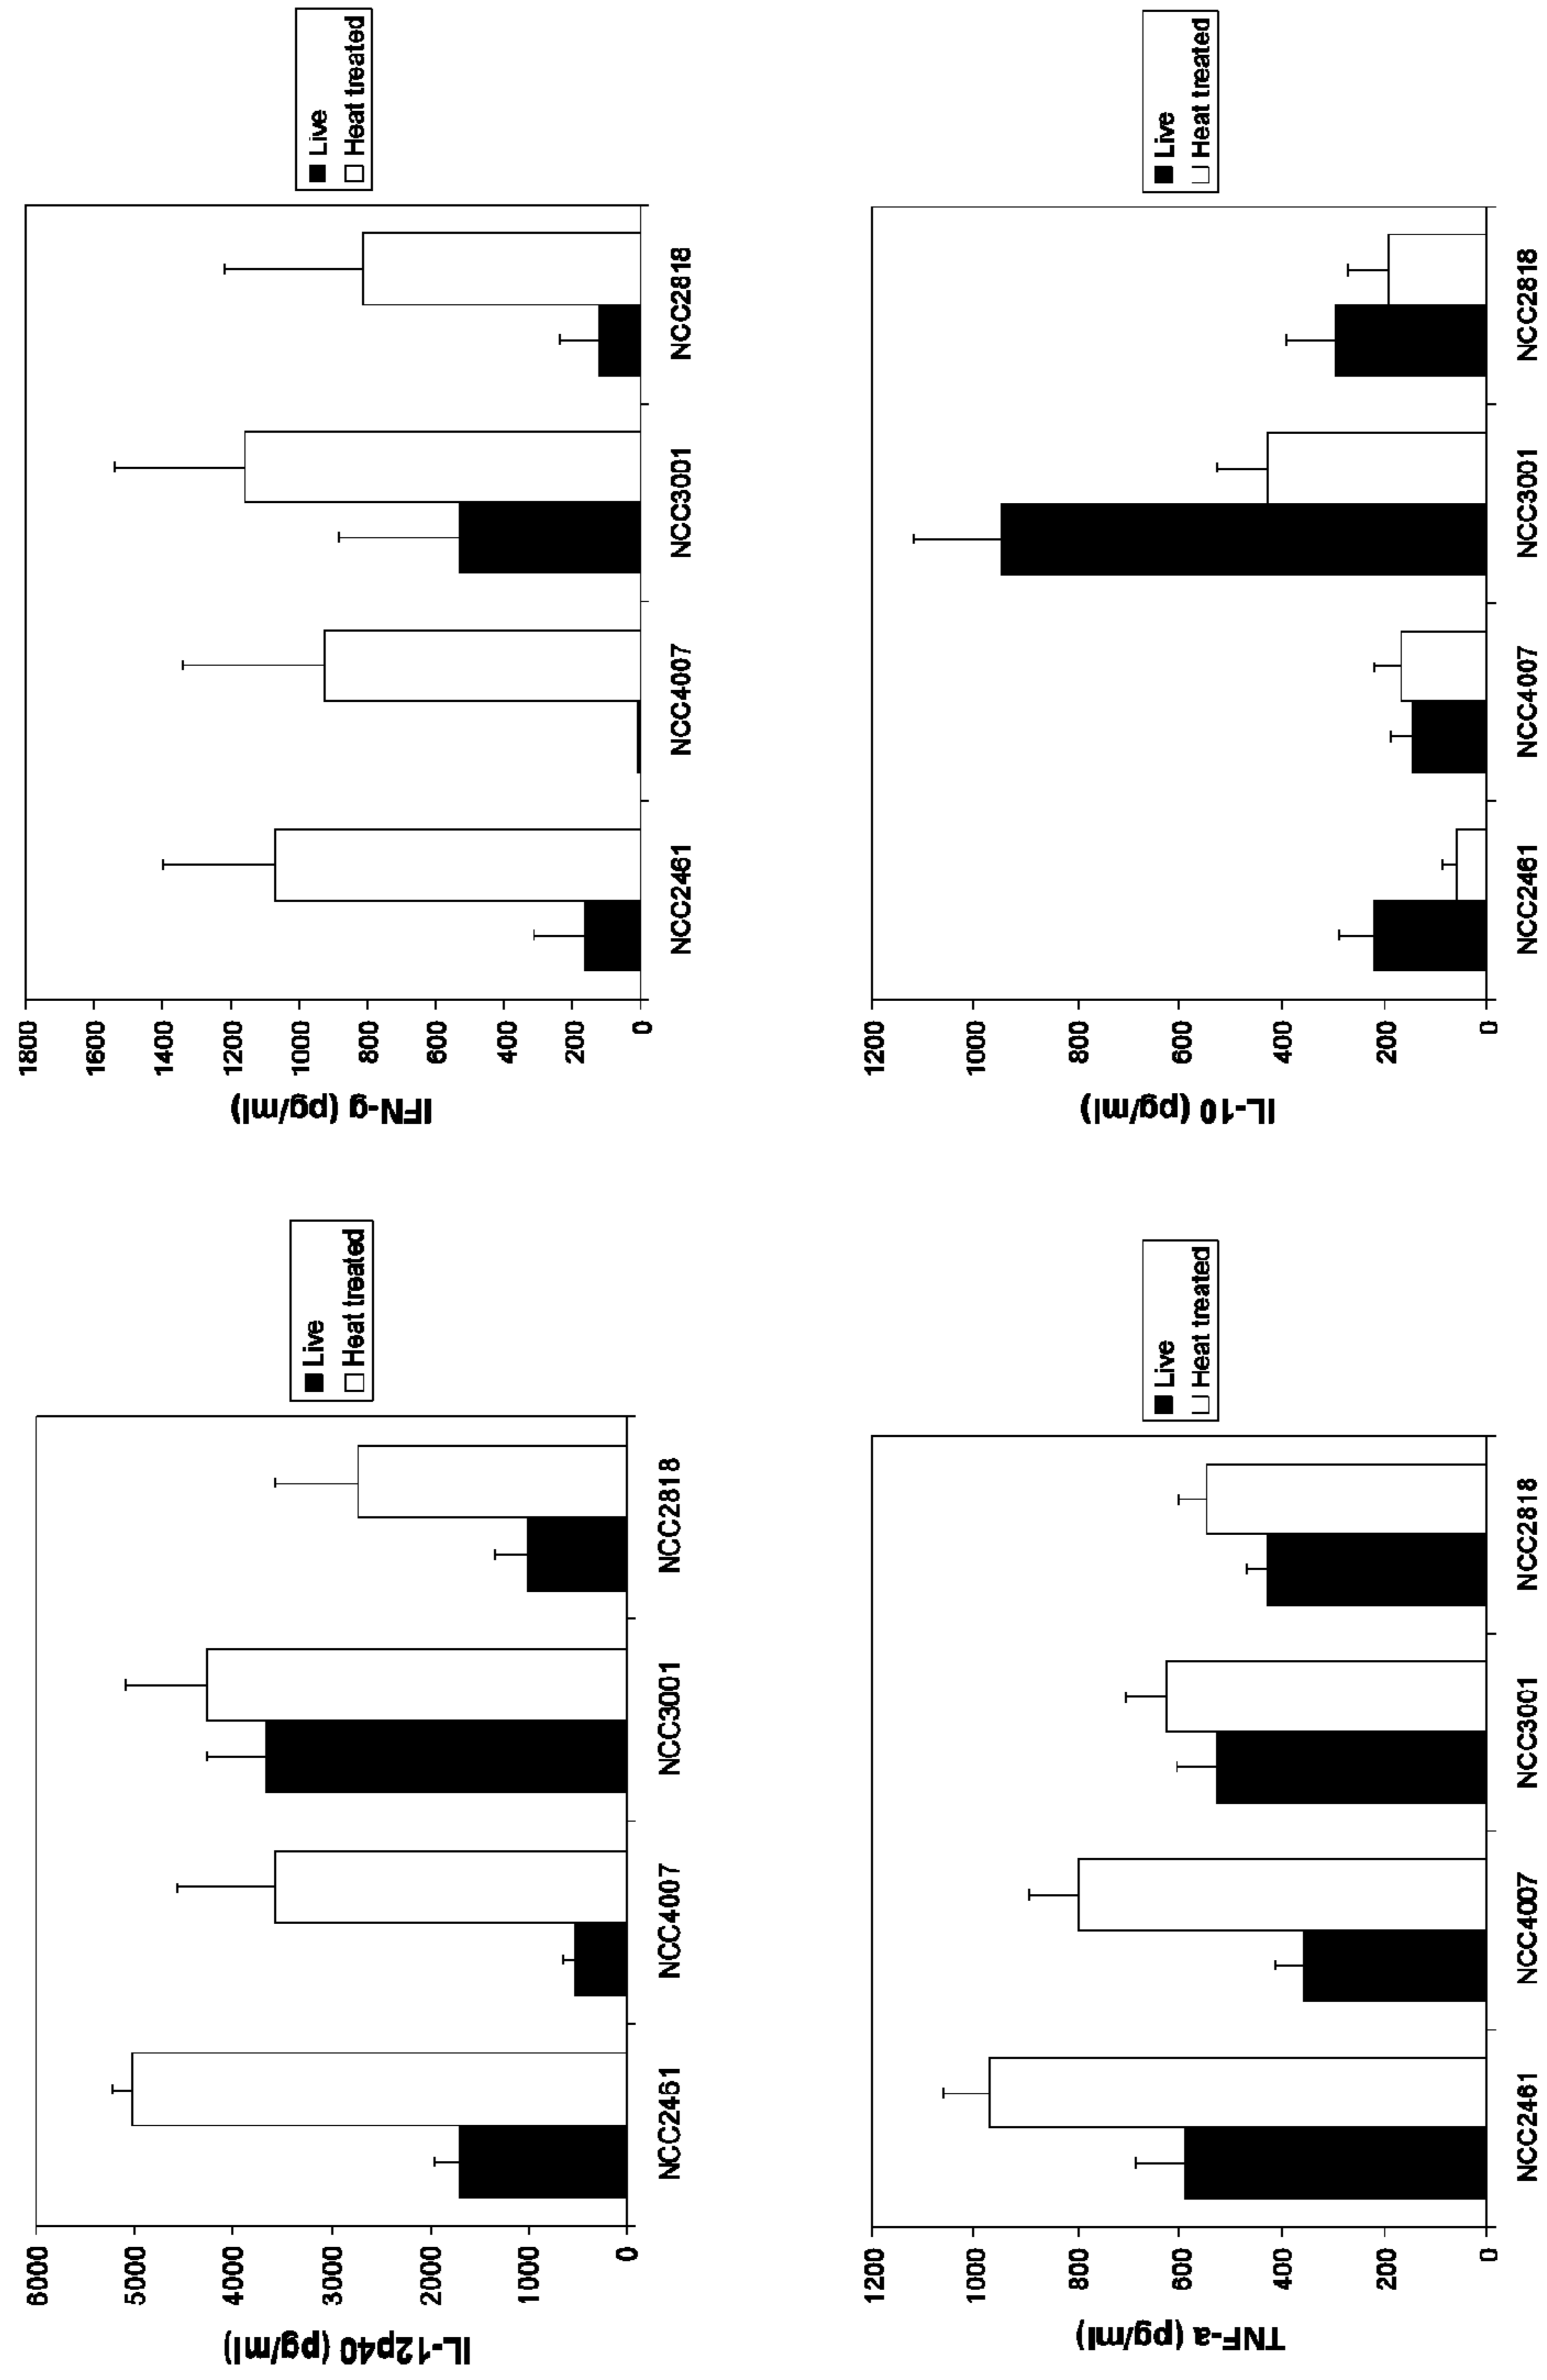 IL-12p40 (pg/ml)
6000
5000
4000
3000
2000
1000
0
NCC2461
NCC4007
NCC3001
NCC2818
Live
Heat treated
IFN-g (pg/ml)
1800
1600
1400
1200
1000
800
600
400
200
0
NCC2461
NCC4007
NCC3001
NCC2818
Live
Heat treated
TNF-a (pg/ml)
1200
1000
800
600
400
200
0
NCC2461
NCC4007
NCC3001
NCC2818
Live
Heat treated
IL-10 (pg/ml)
1200
1000
800
600
400
200
0
NCC2461
NCC4007
NCC3001
NCC2818
Live
Heat treated